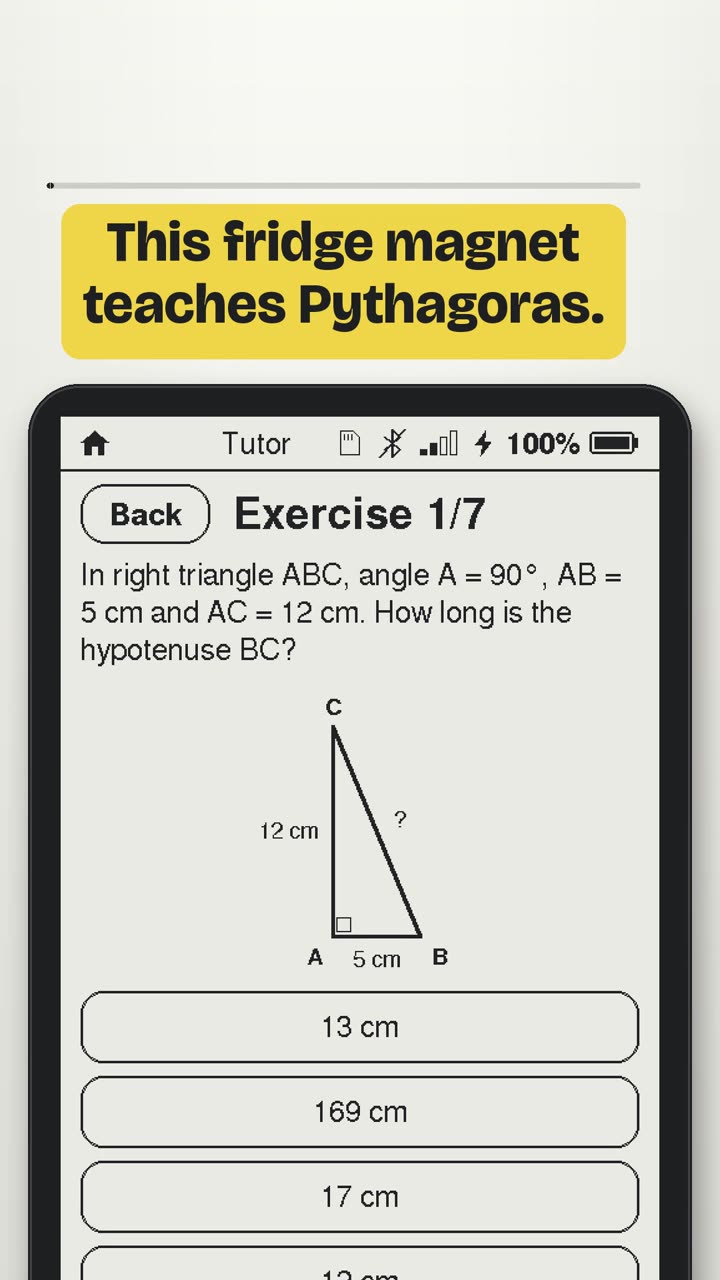 This fridge magnet
teaches Pythagoras.
Tutor
100%
Back
Exercise 1/7
In right triangle ABC, angle A = 90°, AB =
5 cm and AC = 12 cm. How long is the
hypotenuse BC?
C
12 cm
?
A
5 cm
B
13 cm
169 cm
17 cm